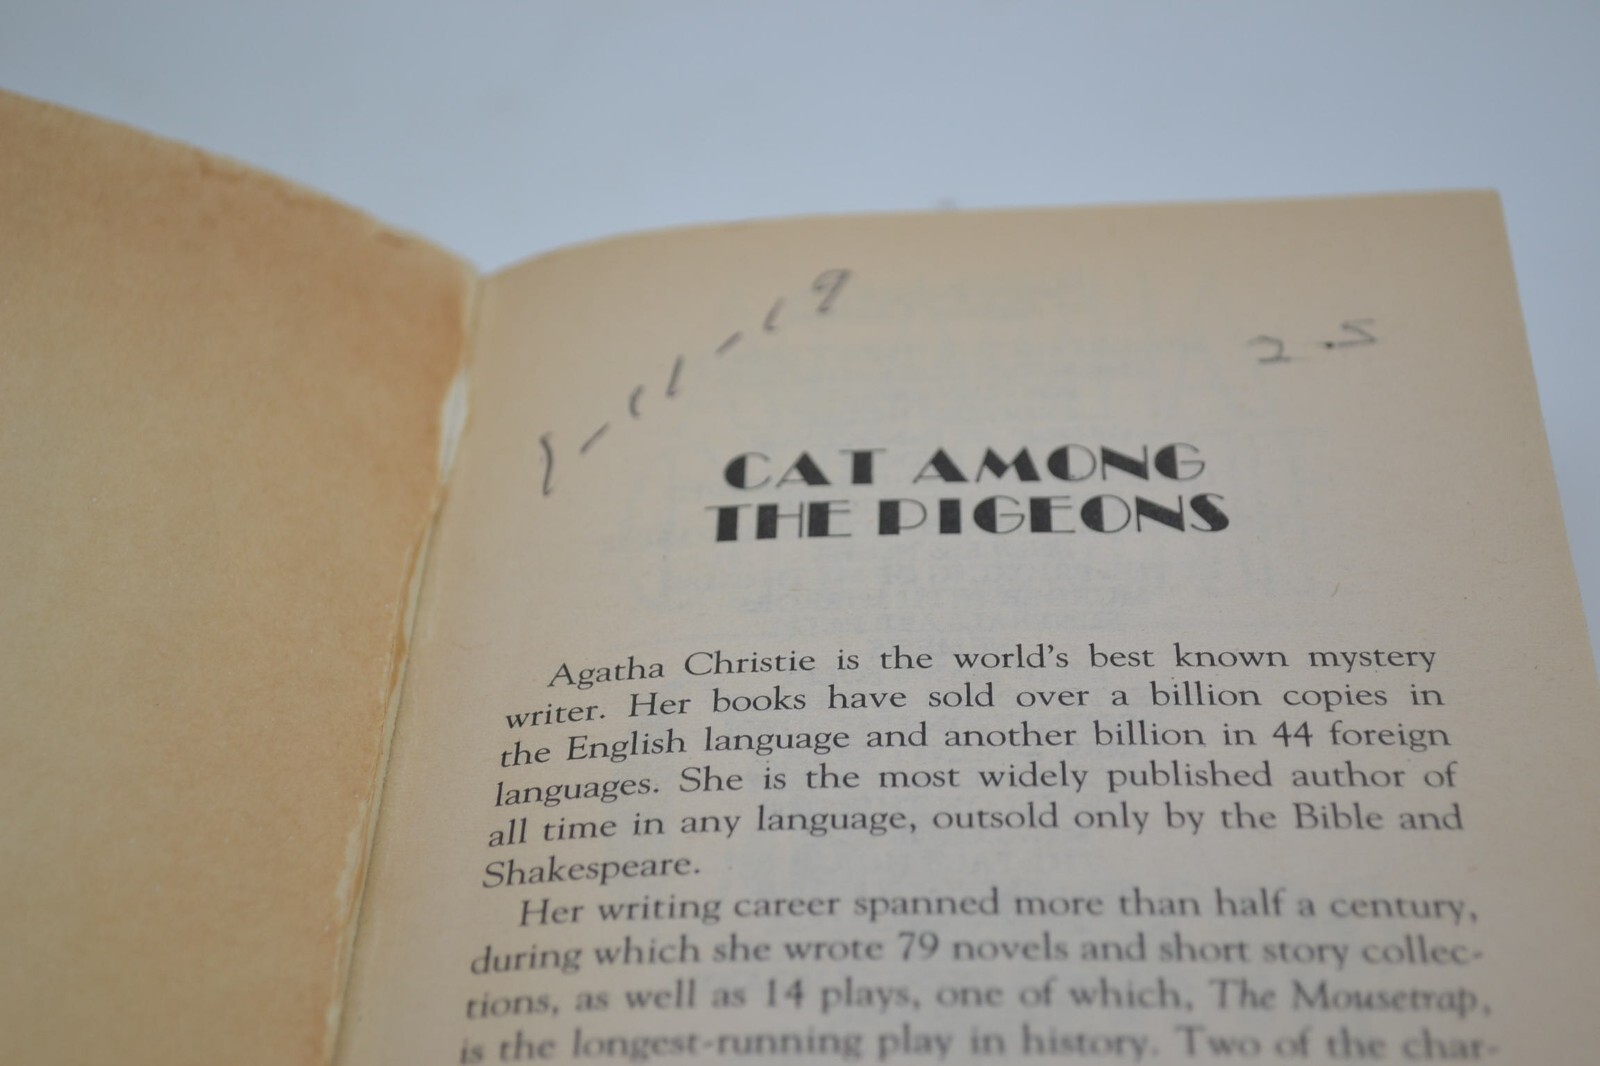 1-11-19
2.5
CAT AMONG
THE PIGEONS
Agatha Christie is the world's best known mystery
writer. Her books have sold over a billion copies in
the English language and another billion in 44 foreign
languages. She is the most widely published author of
all time in any language, outsold only by the Bible and
Shakespeare.
Her writing career spanned more than half a century,
during which she wrote 79 novels and short story collec-
tions, as well as 14 plays, one of which, The Mousetrap,
is the longest-running play in history. Two of the char-